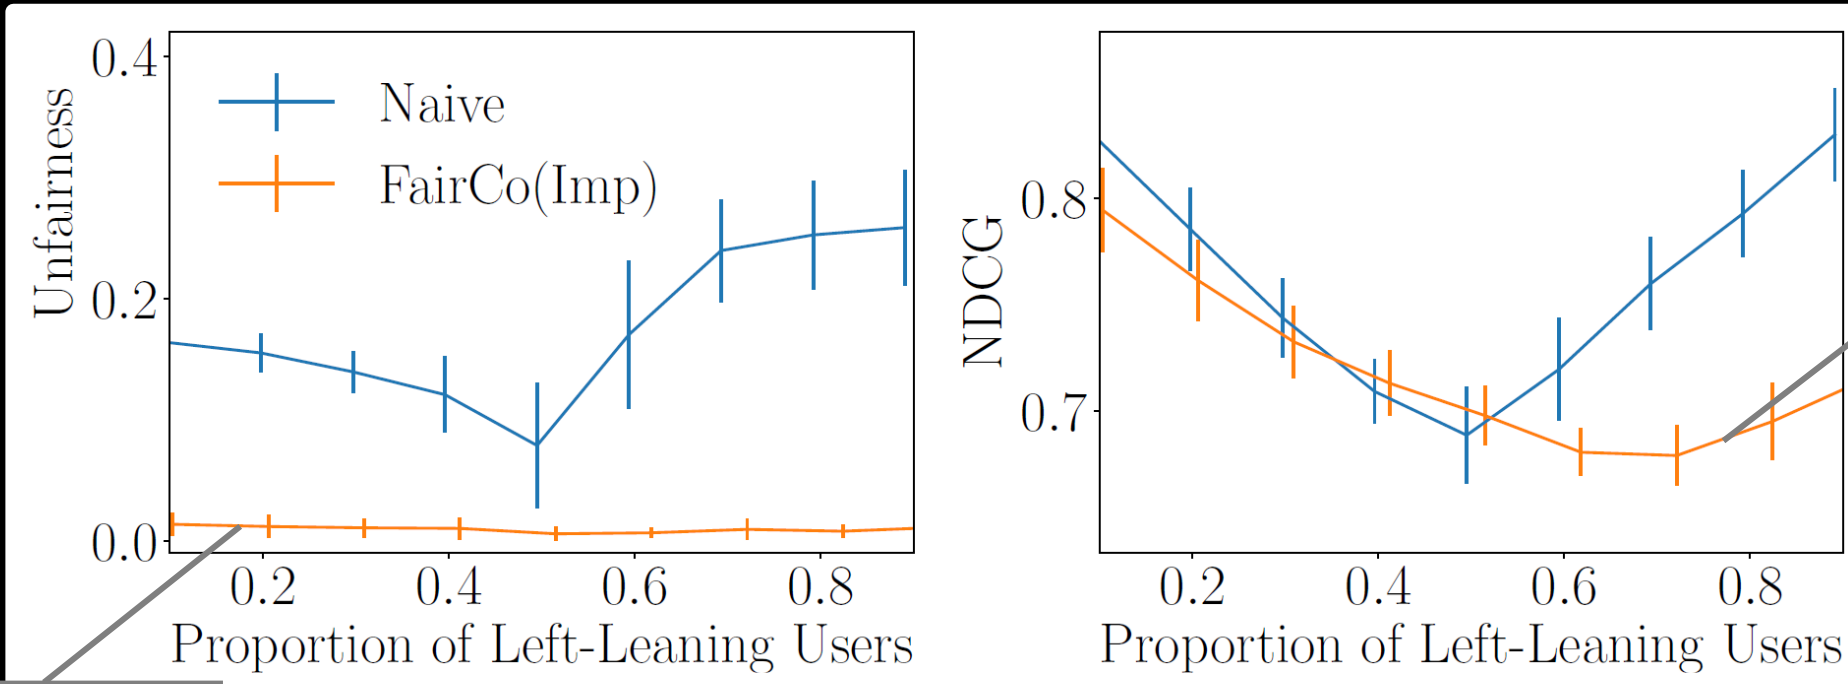 Unfairness
0.4
0.2
0.0
Naive
FairCo(Imp)
0.2 0.4 0.6 0.8
Proportion of Left-Leaning Users
NDCG
0.8
0.7
0.2 0.4 0.6 0.8
Proportion of Left-Leaning Users